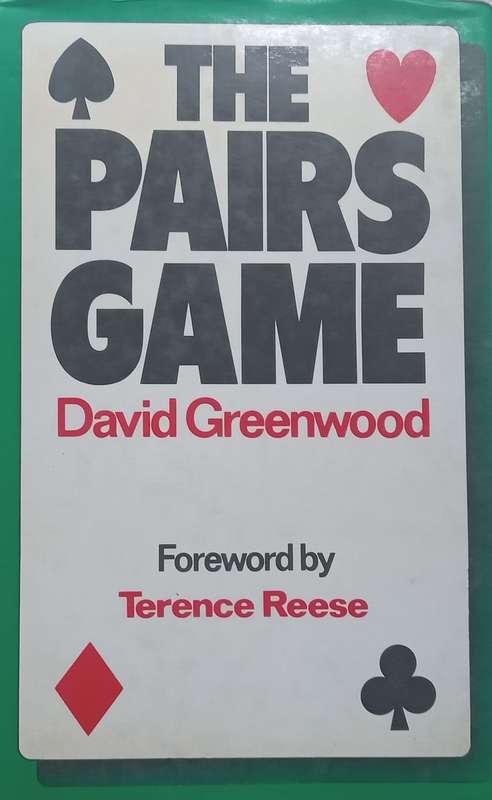 THE
PAIRS
GAME
David Greenwood
Foreword by
Terence Reese